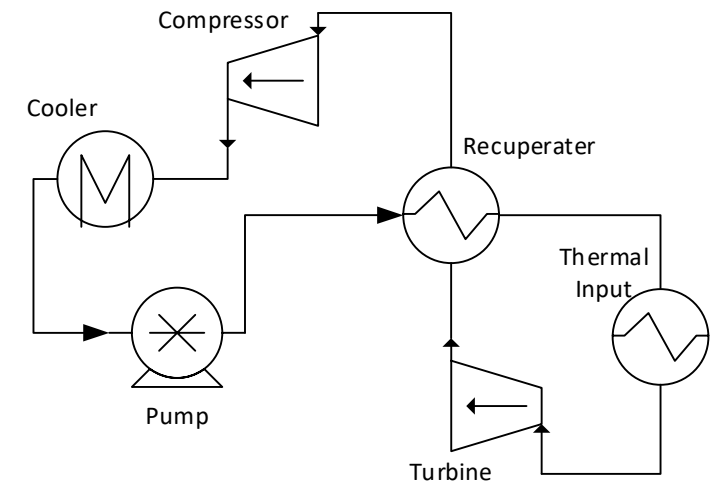 Compressor
Cooler
Recuperater
Thermal
Input
Pump
Turbine